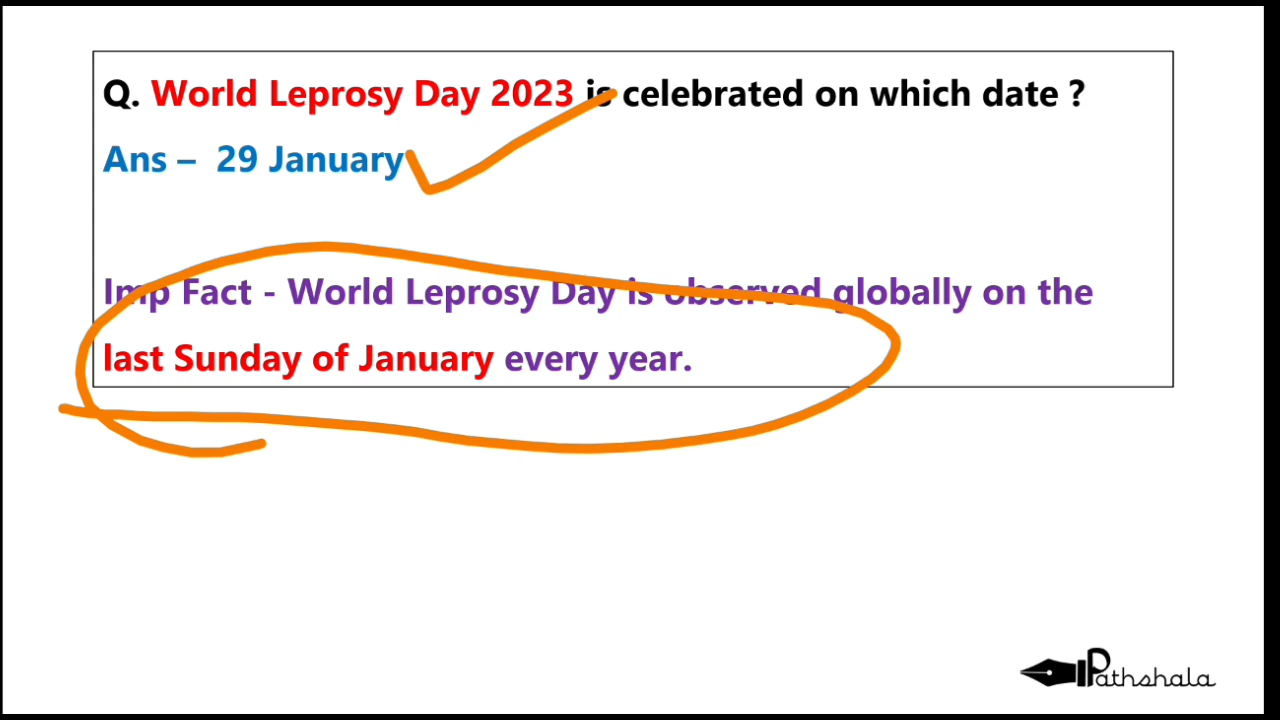 Q. World Leprosy Day 2023 is celebrated on which date ?
Ans – 29 January
Imp Fact - World Leprosy Day is observed globally on the
last Sunday of January every year.
Pathshala